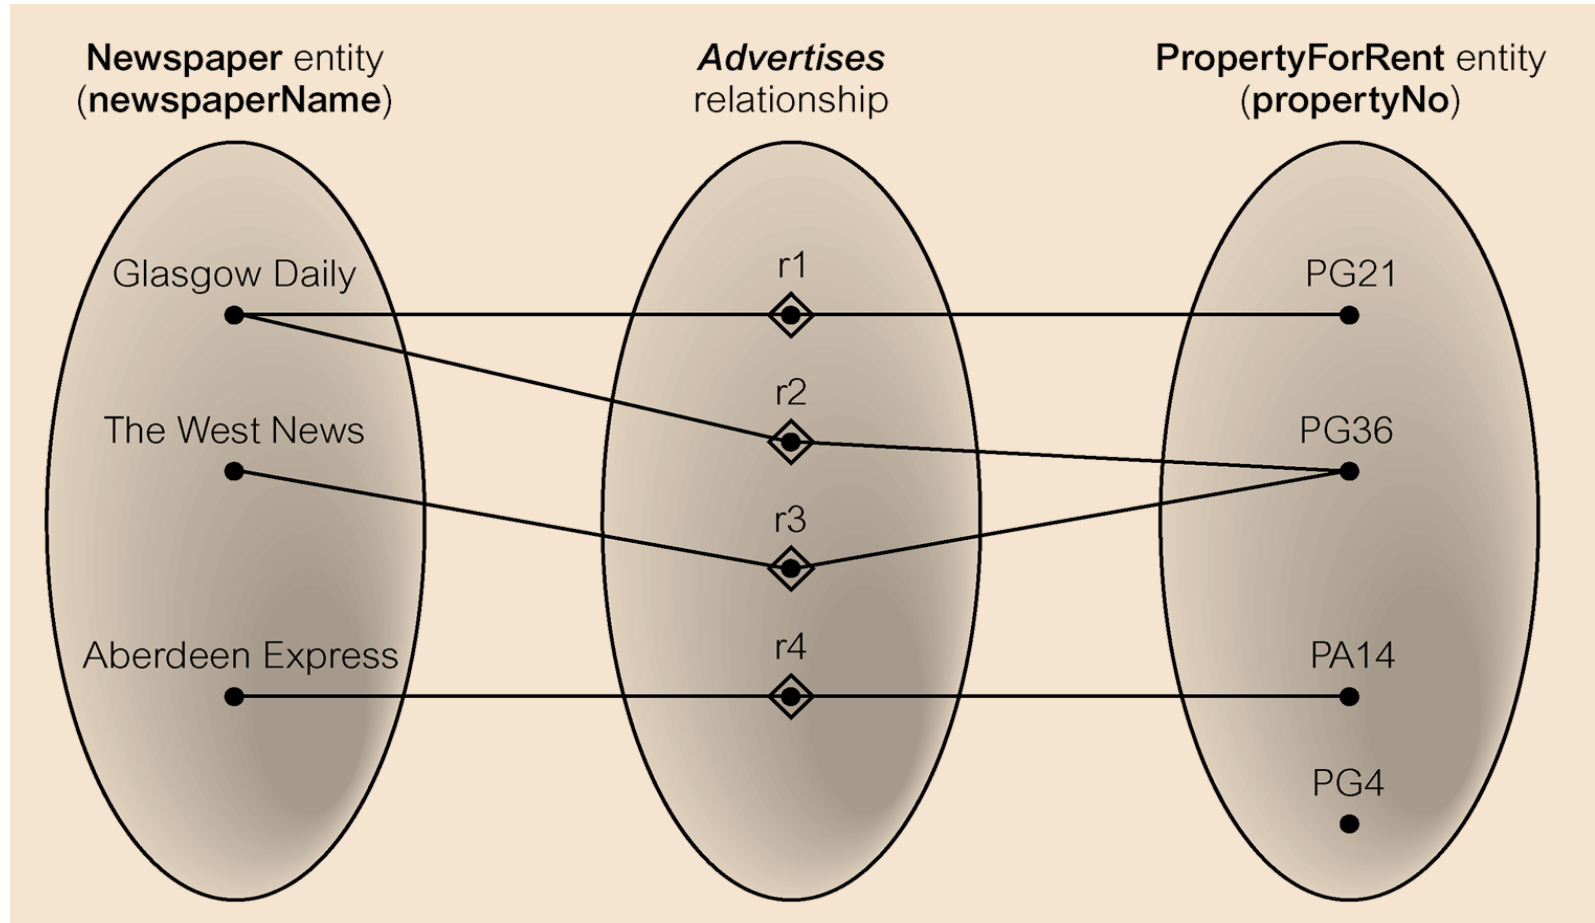 Newspaper entity
(newspaperName)
Advertises
relationship
PropertyForRent entity
(propertyNo)
Glasgow Daily
The West News
Aberdeen Express
r1
r2
r3
r4
PG21
PG36
PA14
PG4